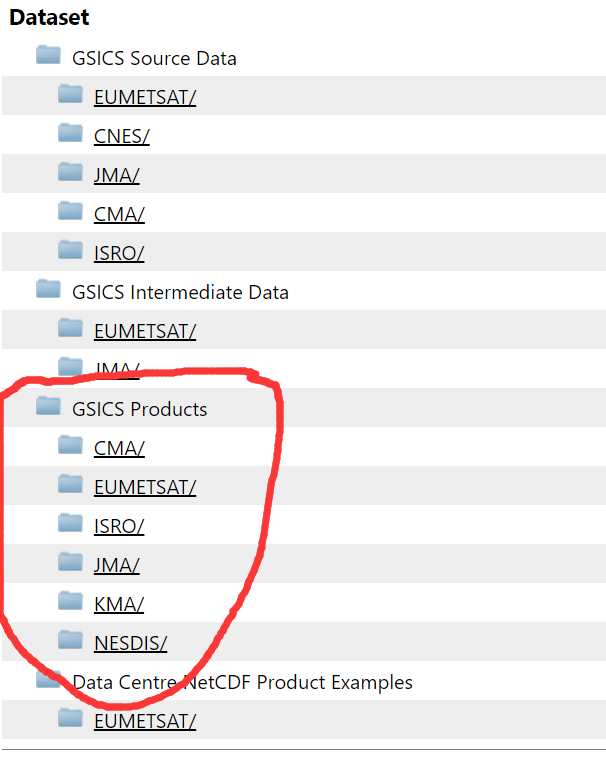 Dataset
GSICS Source Data
EUMETSAT/
CNES/
JMA/
CMA/
ISRO/
GSICS Intermediate Data
EUMETSAT/
JMA/
GSICS Products
CMA/
EUMETSAT/
ISRO/
JMA/
KMA/
NESDIS/
Data Centre NetCDF Product Examples
EUMETSAT/